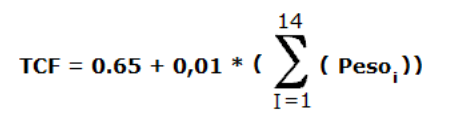 14
TCF = 0.65 + 0,01 * ( ∑ ( Peso i ))
I=1